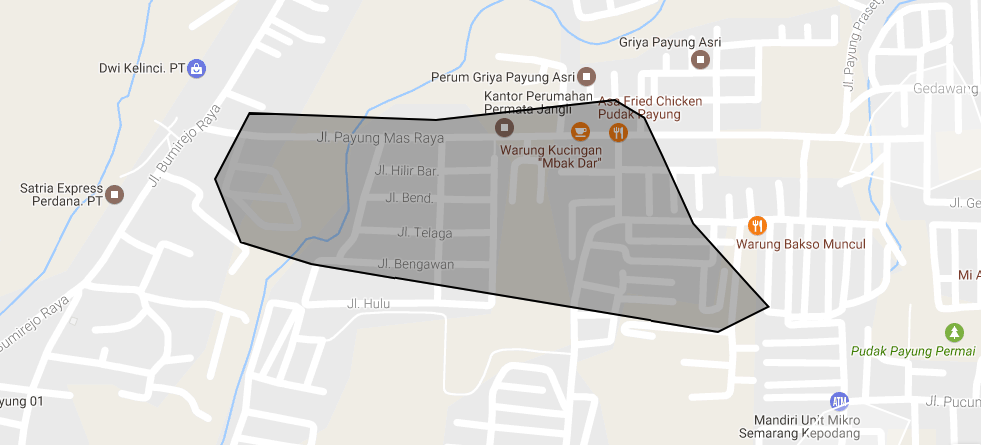 Griya Payung Asri
Jl. Payung Prasety
Dwi Kelinci. PT
Perum Griya Payung Asri
Gedawang
Kantor Perumahan
Permata Jangli
Asa Fried Chicken
Pudak Payung
Jl. Bumirejo Raya
Jl. Payung Mas Raya
Warung Kucingan
"Mbak Dar"
Jl. Hilir Bar.
Satria Express
Perdana. PT
Jl. Bend.
Jl. Ge
Jl. Telaga
Warung Bakso Muncul
Jl. Bengawan
Mi A
Jl. Hulu
Bumirejo Raya
Pudak Payung Permai
yung 01
ATM
Jl. Pucun
Mandiri Unit Mikro
Semarang Kepodang